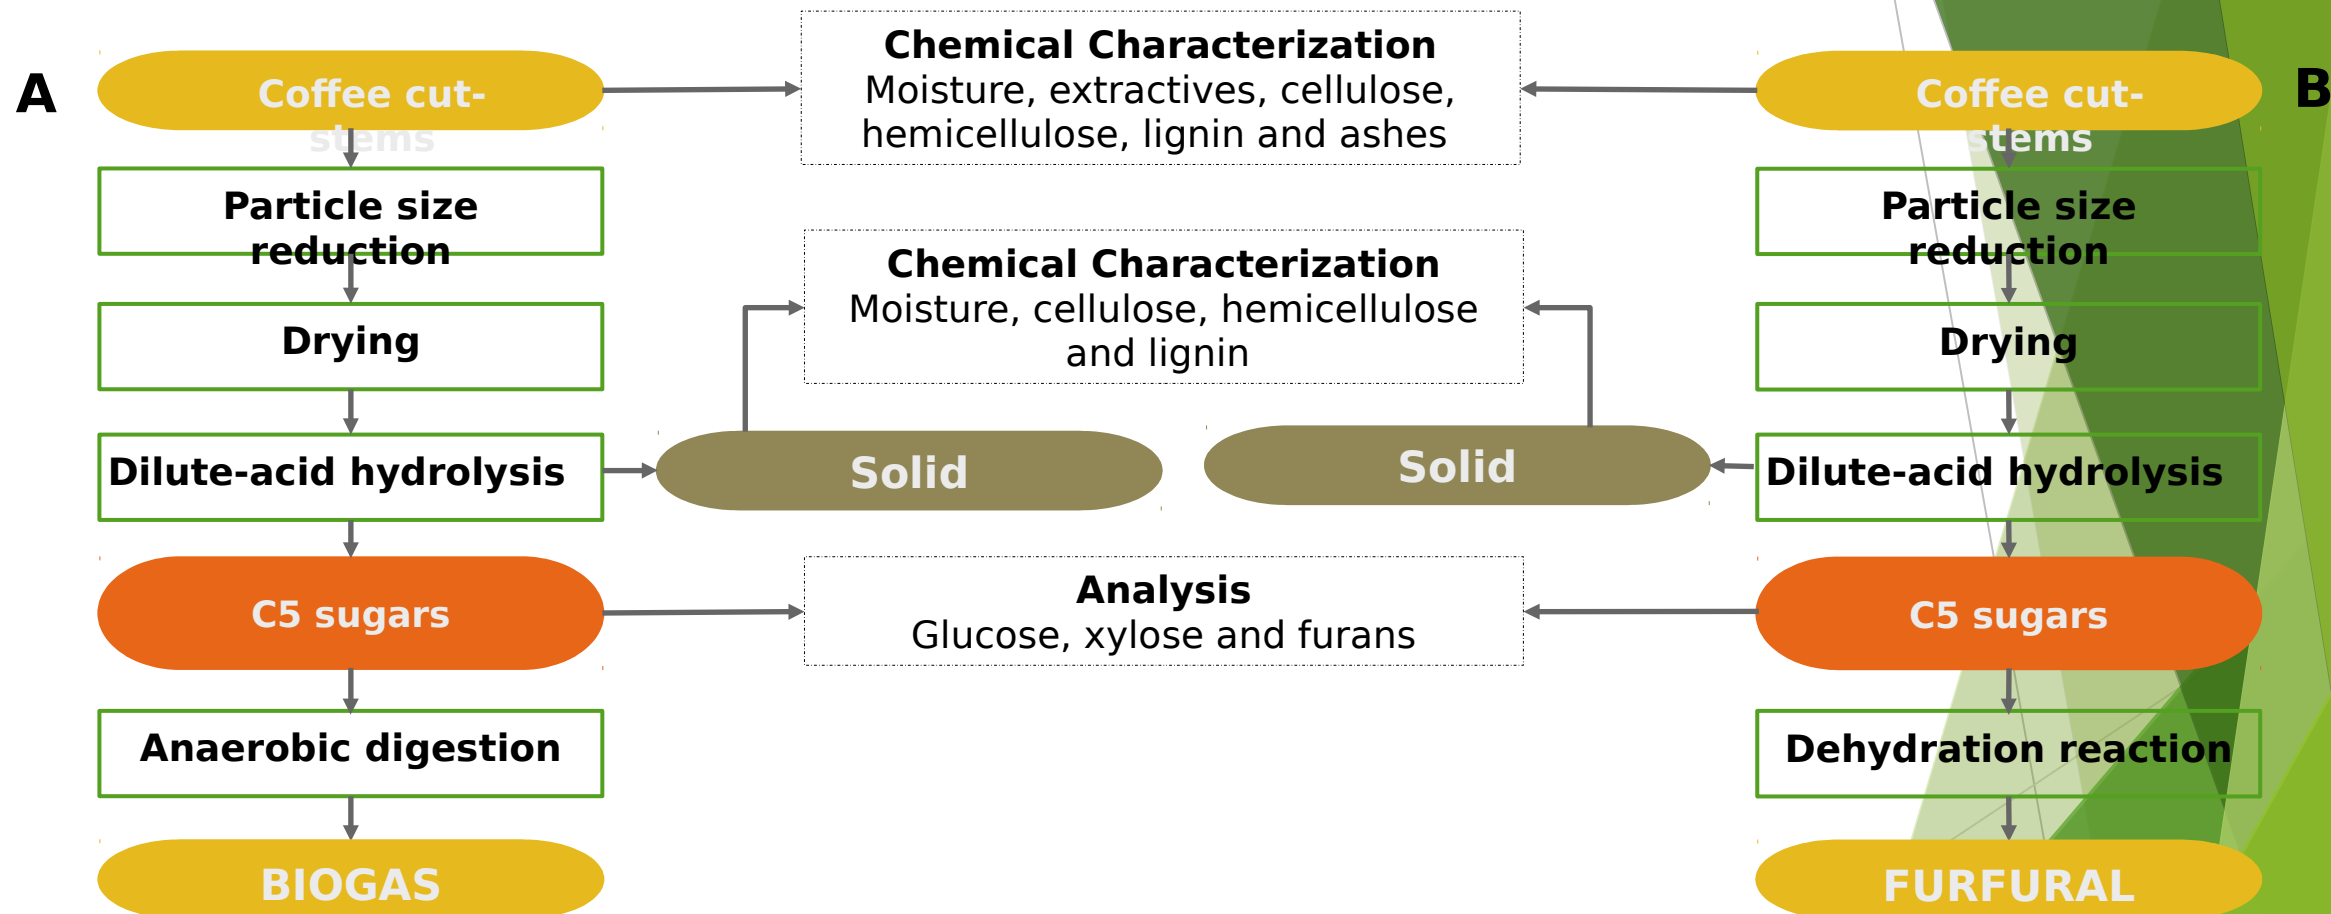 A
Coffee cut-
stems
Particle size
reduction
Drying
Dilute-acid hydrolysis
C5 sugars
Anaerobic digestion
BIOGAS
Chemical Characterization
Moisture, extractives, cellulose,
hemicellulose, lignin and ashes
Chemical Characterization
Moisture, cellulose, hemicellulose
and lignin
Solid
Solid
Analysis
Glucose, xylose and furans
B
Coffee cut-
stems
Particle size
reduction
Drying
Dilute-acid hydrolysis
C5 sugars
Dehydration reaction
FURFURAL